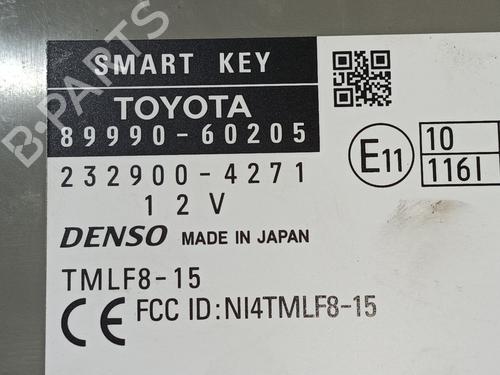 SMART KEY
TOYOTA
89990-60205
232900-4271
12V
DENSO MADE IN JAPAN
TMLF8-15
CE FCC ID:NI4TMLF8-15
E11
10
116I
B-PARTS